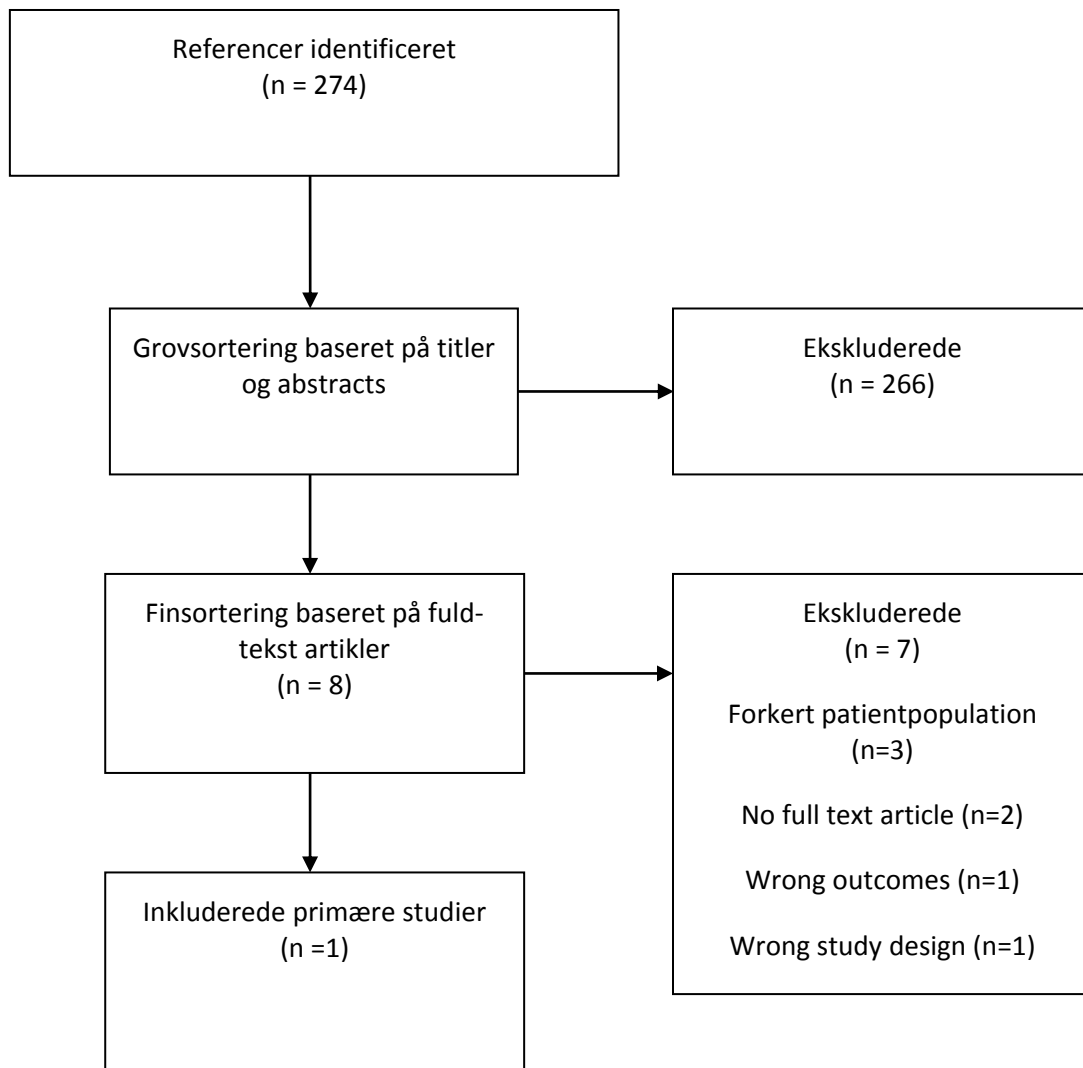 Referencer identificeret
(n = 274)
Grovsortering baseret på titler
og abstracts
Ekskluderede
(n = 266)
Finsortering baseret på fuld-
tekst artikler
(n = 8)
Ekskluderede
(n = 7)
Forkert patientpopulation
(n=3)
No full text article (n=2)
Wrong outcomes (n=1)
Wrong study design (n=1)
Inkluderede primære studier
(n =1)